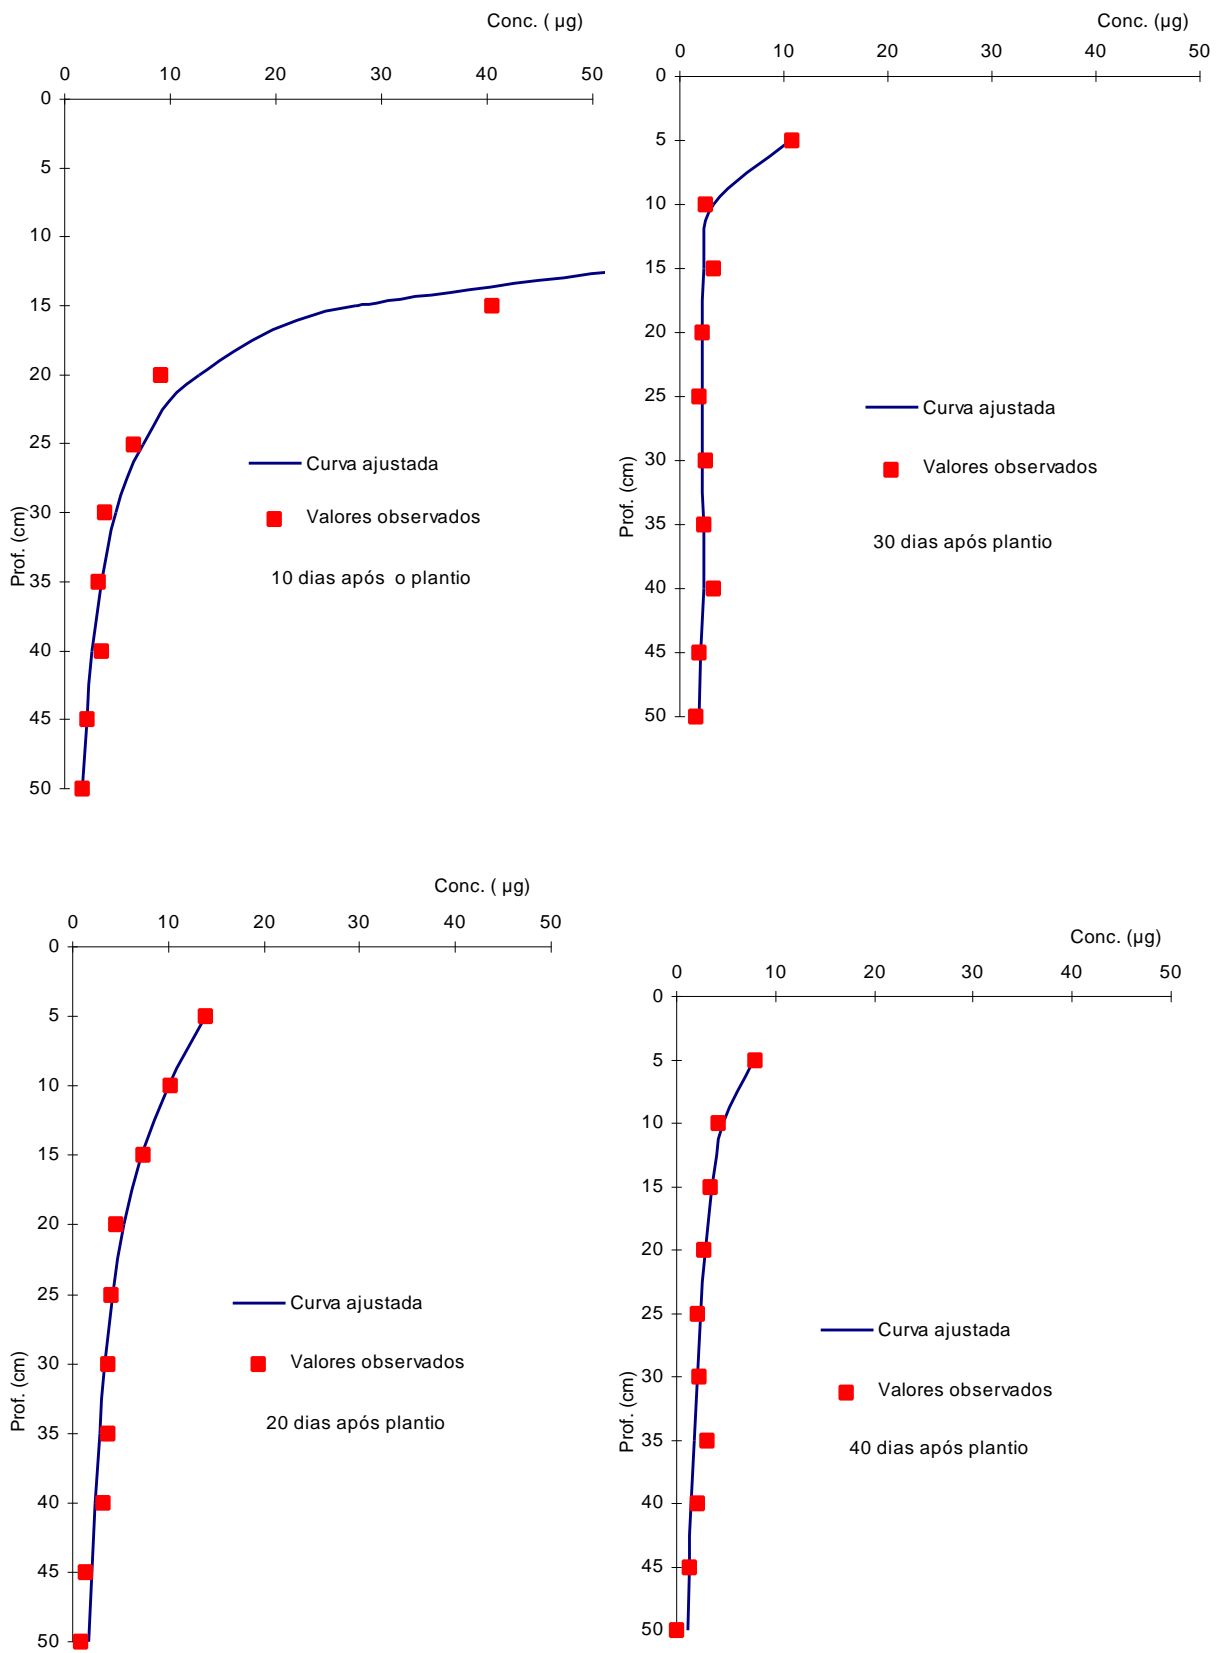 Conc. ( µg)
0 10 20 30 40 50
0
5
10
15
20
25
30
35
40
45
50
Prof. (cm)
Curva ajustada
Valores observados
10 dias após o plantio
Conc. (µg)
0 10 20 30 40 50
0
5
10
15
20
25
30
35
40
45
50
Prof. (cm)
Curva ajustada
Valores observados
30 dias após plantio
Conc. ( µg)
0 10 20 30 40 50
0
5
10
15
20
25
30
35
40
45
50
Prof. (cm)
Curva ajustada
Valores observados
20 dias após plantio
Conc. (µg)
0 10 20 30 40 50
0
5
10
15
20
25
30
35
40
45
50
Prof. (cm)
Curva ajustada
Valores observados
40 dias após plantio